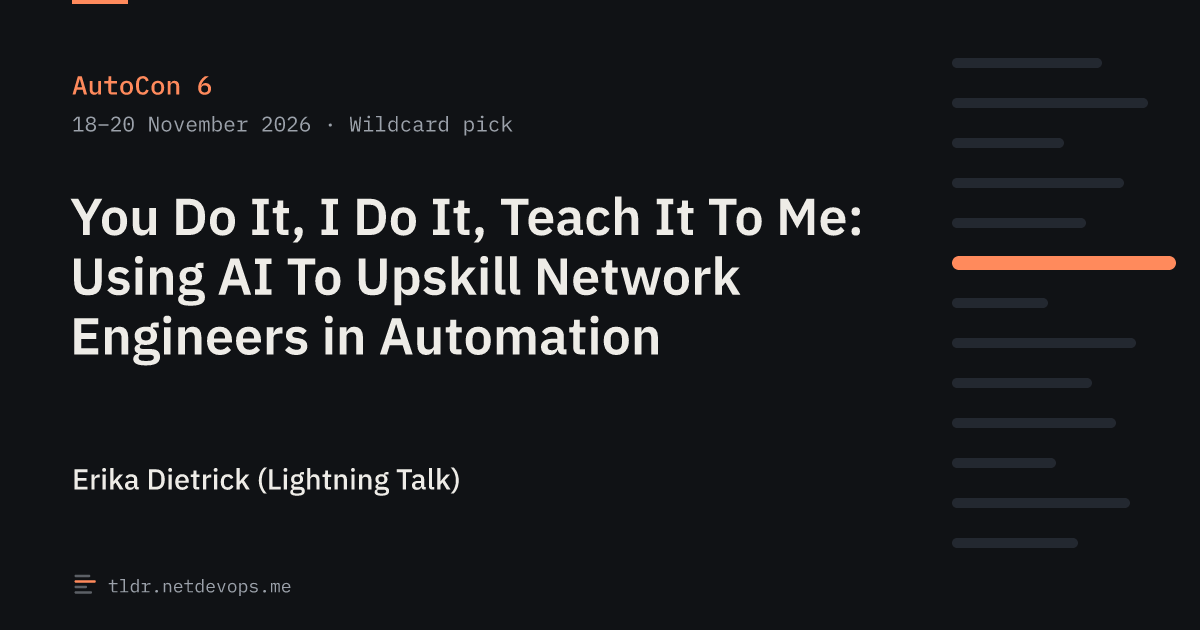 AutoCon 6
18–20 November 2026 · Wildcard pick
You Do It, I Do It, Teach It To Me:
Using AI To Upskill Network
Engineers in Automation
Erika Dietrick (Lightning Talk)
tldr.netdevops.me